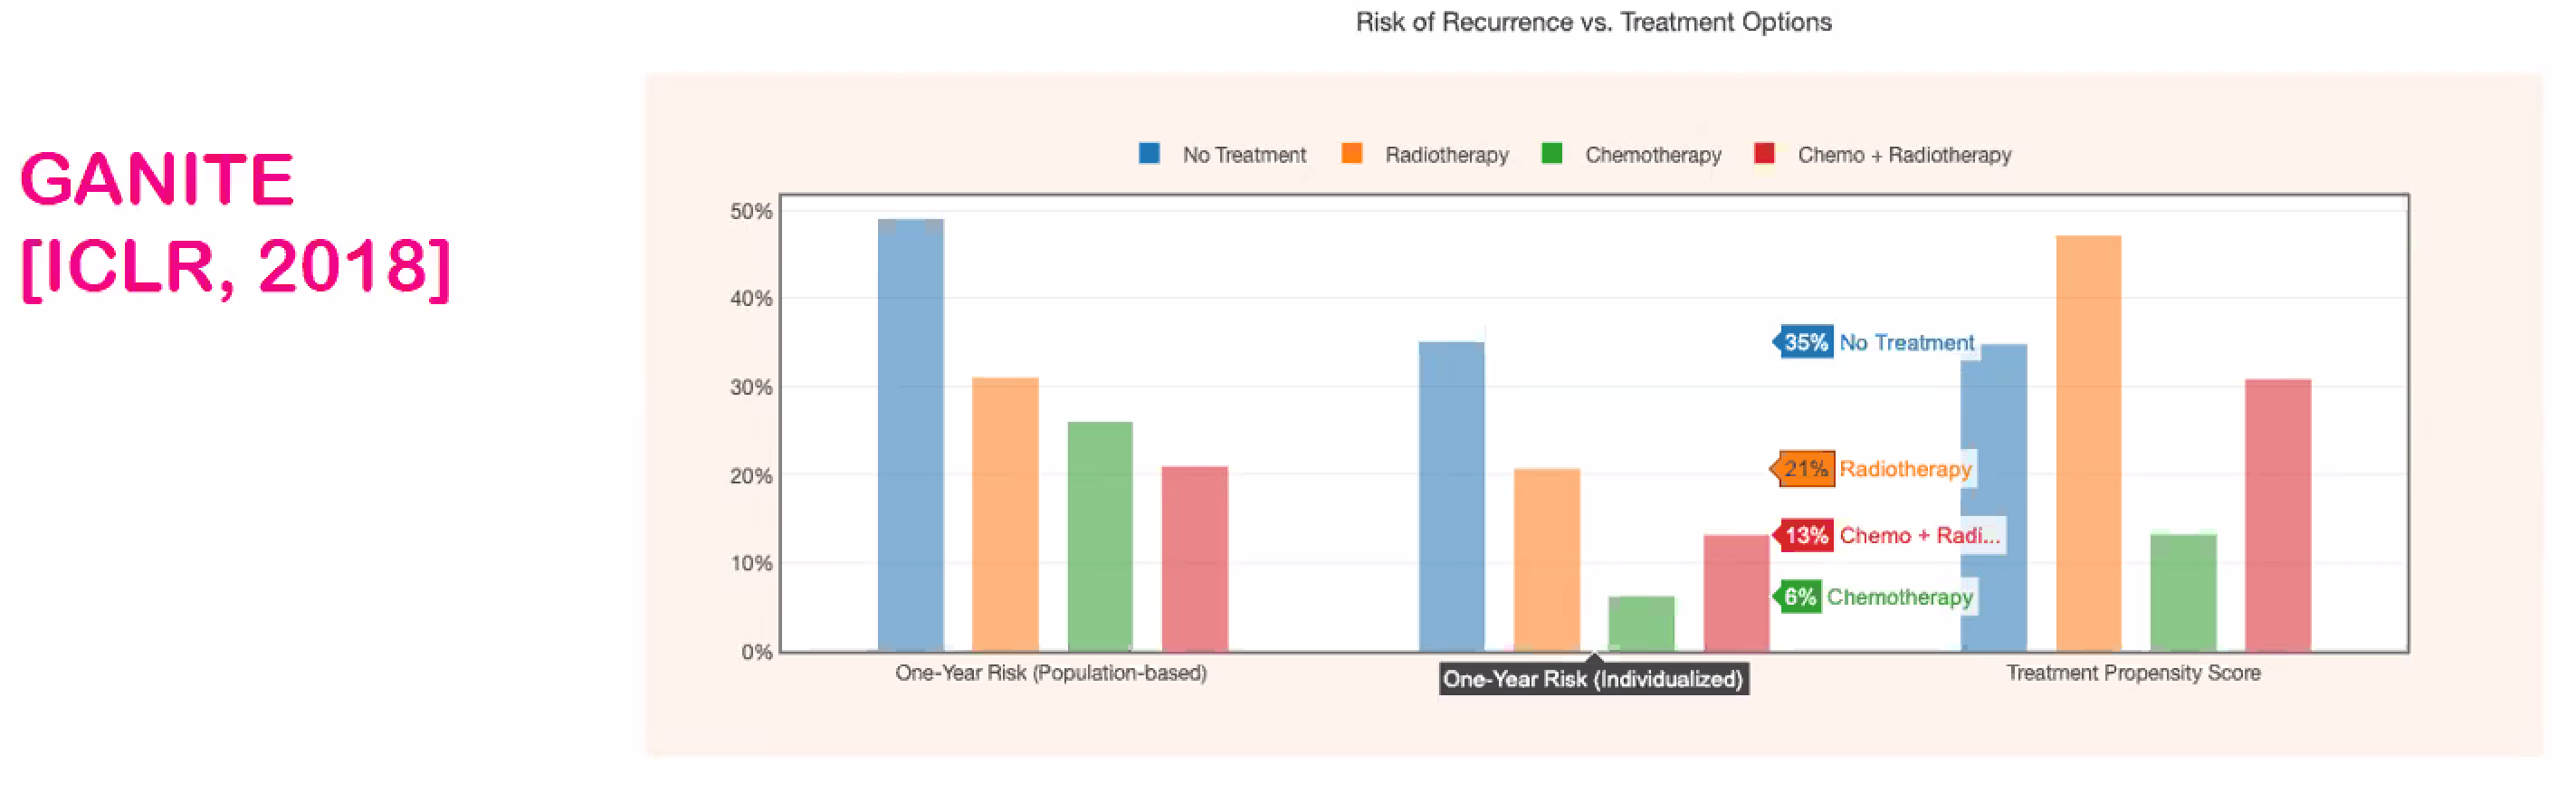 Risk of Recurrence vs. Treatment Options
GANITE
[ICLR, 2018]
No Treatment Radiotherapy Chemotherapy Chemo + Radiotherapy
50%
40%
30%
20%
10%
0%
35% No Treatment
21% Radiotherapy
13% Chemo + Radi...
6% Chemotherapy
One-Year Risk (Population-based)
One-Year Risk (Individualized)
Treatment Propensity Score